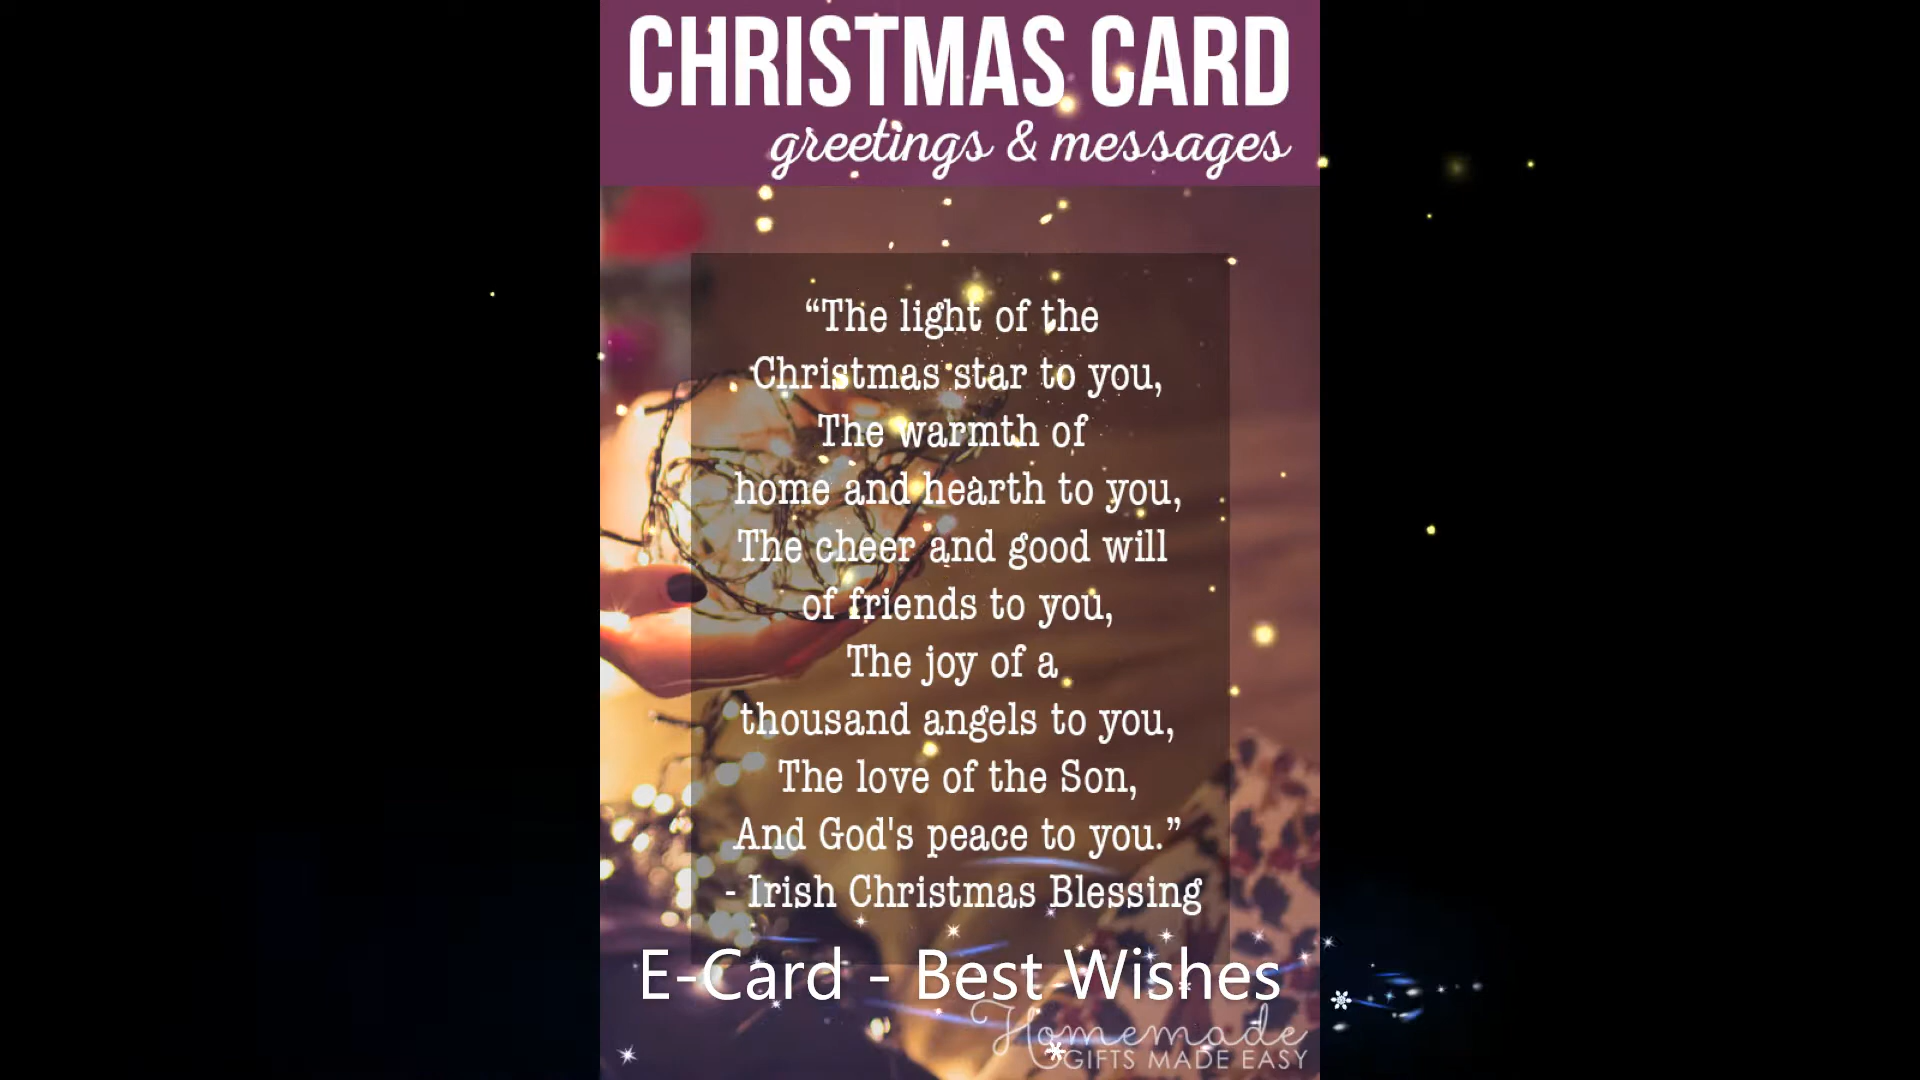 CHRISTMAS CARD
greetings & messages
“The light of the
Christmas star to you,
The warmth of
home and hearth to you,
The cheer and good will
of friends to you,
The joy of a
thousand angels to you,
The love of the Son,
And God's peace to you.”
- Irish Christmas Blessing
E-Card - Best Wishes
Homemade
GIFTS MADE EASY